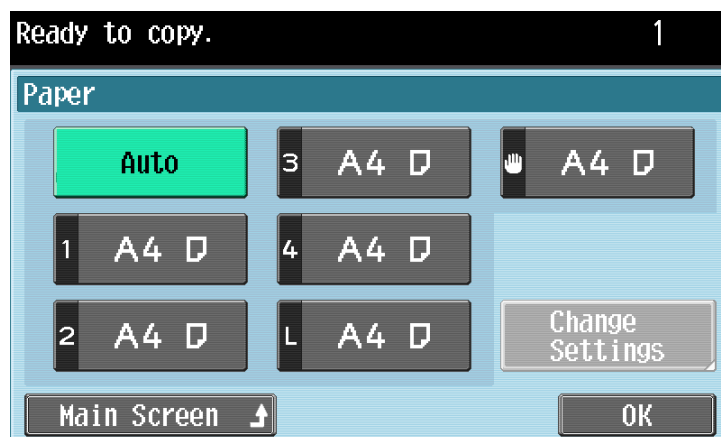 Ready to copy. 1
Paper
Auto
3 A4
A4
1 A4
4 A4
2 A4
L A4
Change
Settings
Main Screen
OK